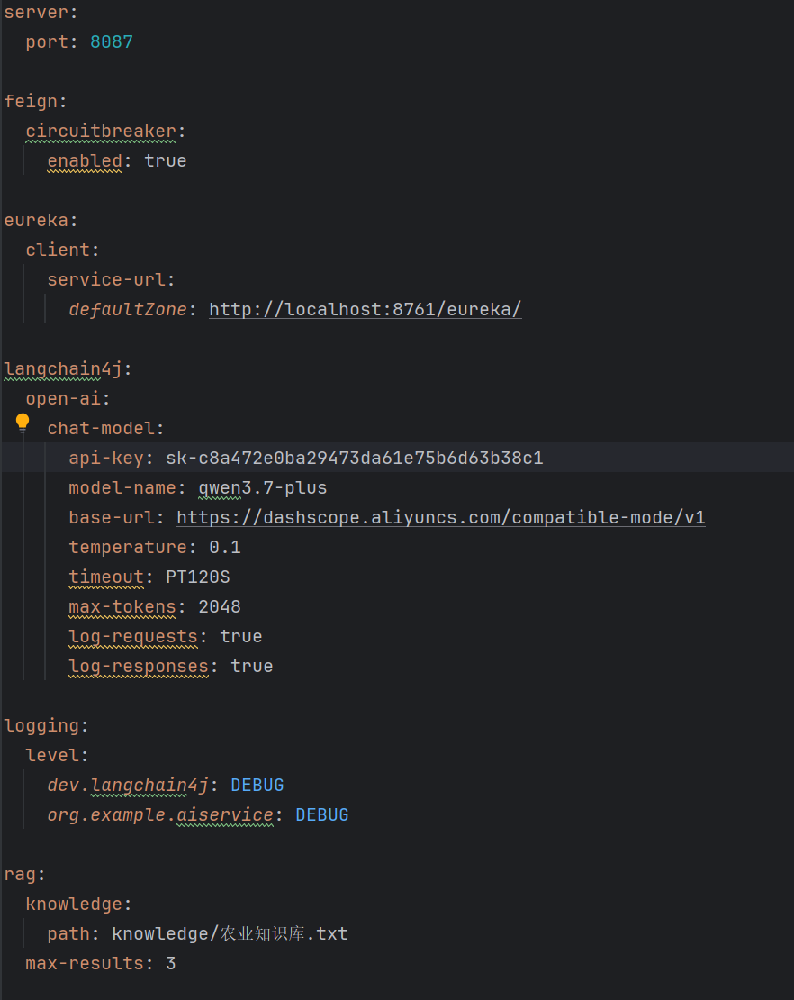 server:
  port: 8087
feign:
  circuitbreaker:
    enabled: true
eureka:
  client:
    service-url:
      defaultZone: http://localhost:8761/eureka/
langchain4j:
  open-ai:
    chat-model:
      api-key: sk-c8a472e0ba29473da61e75b6d63b38c1
      model-name: qwen3.7-plus
      base-url: https://dashscope.aliyuncs.com/compatible-mode/v1
      temperature: 0.1
      timeout: PT120S
      max-tokens: 2048
      log-requests: true
      log-responses: true
logging:
  level:
    dev.langchain4j: DEBUG
    org.example.aiservice: DEBUG
rag:
  knowledge:
    path: knowledge/农业知识库.txt
  max-results: 3